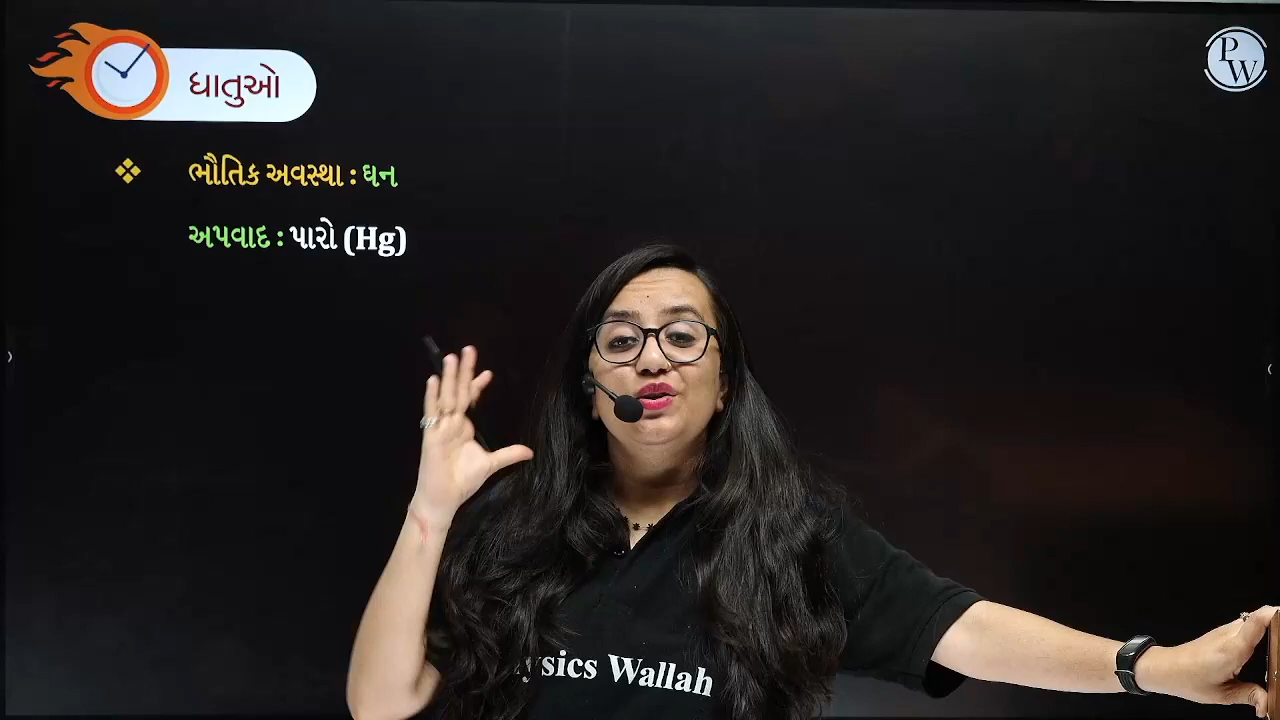 ધાતુઓ
PW
ભૌતિક અવસ્થા : ઘન
અપવાદ : પારો (Hg)
ysics Wallah